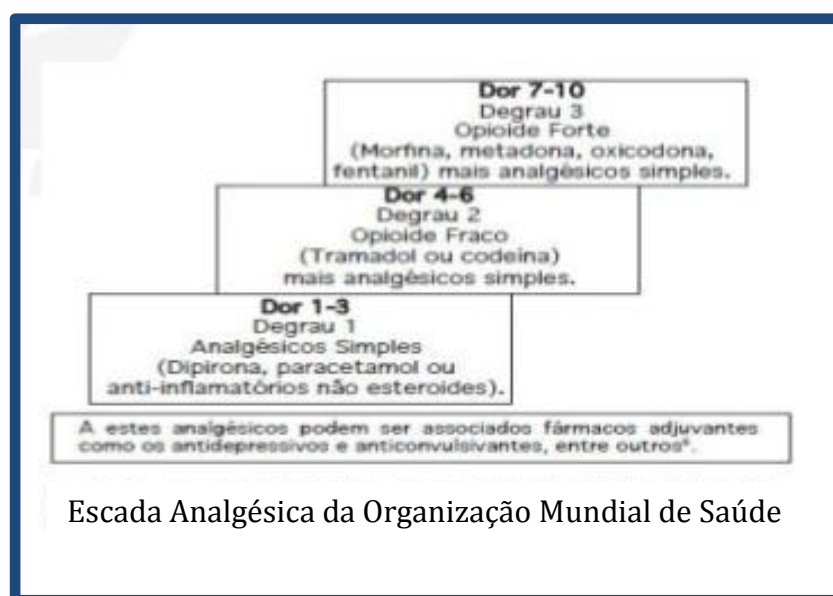 Dor 7-10
Degrau 3
Opioide Forte
(Morfina, metadona, oxicodona,
fentanil) mais analgésicos simples.
Dor 4-6
Degrau 2
Opioide Fraco
(Tramadol ou codeína)
mais analgésicos simples.
Dor 1-3
Degrau 1
Analgésicos Simples
(Dipirona, paracetamol ou
anti-inflamatórios não esteroides).
A estes analgésicos podem ser associados fármacos adjuvantes
como os antidepressivos e anticonvulsivantes, entre outros.
Escada Analgésica da Organização Mundial de Saúde